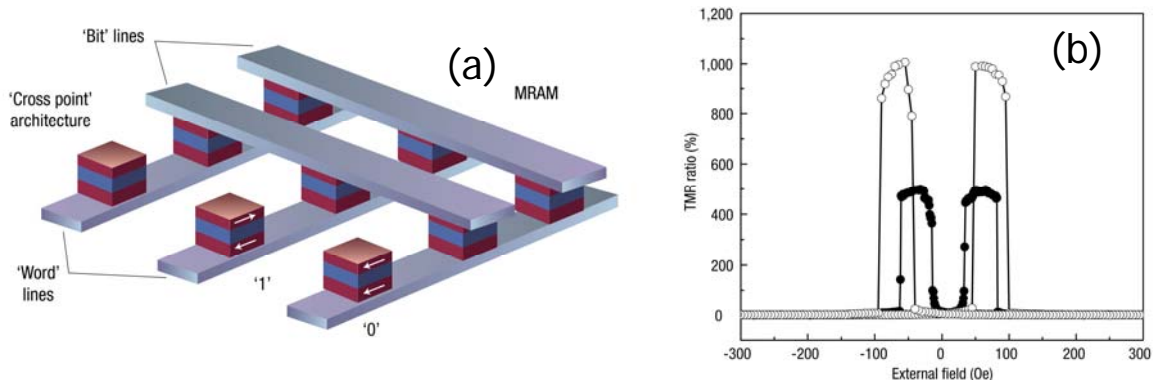 (a)
'Bit' lines
MRAM
'Cross point'
architecture
'Word'
lines
'1'
'0'
(b)
1,200
1,000
800
600
400
200
0
TMR ratio (%)
-300 -200 -100 0 100 200 300
External field (Oe)